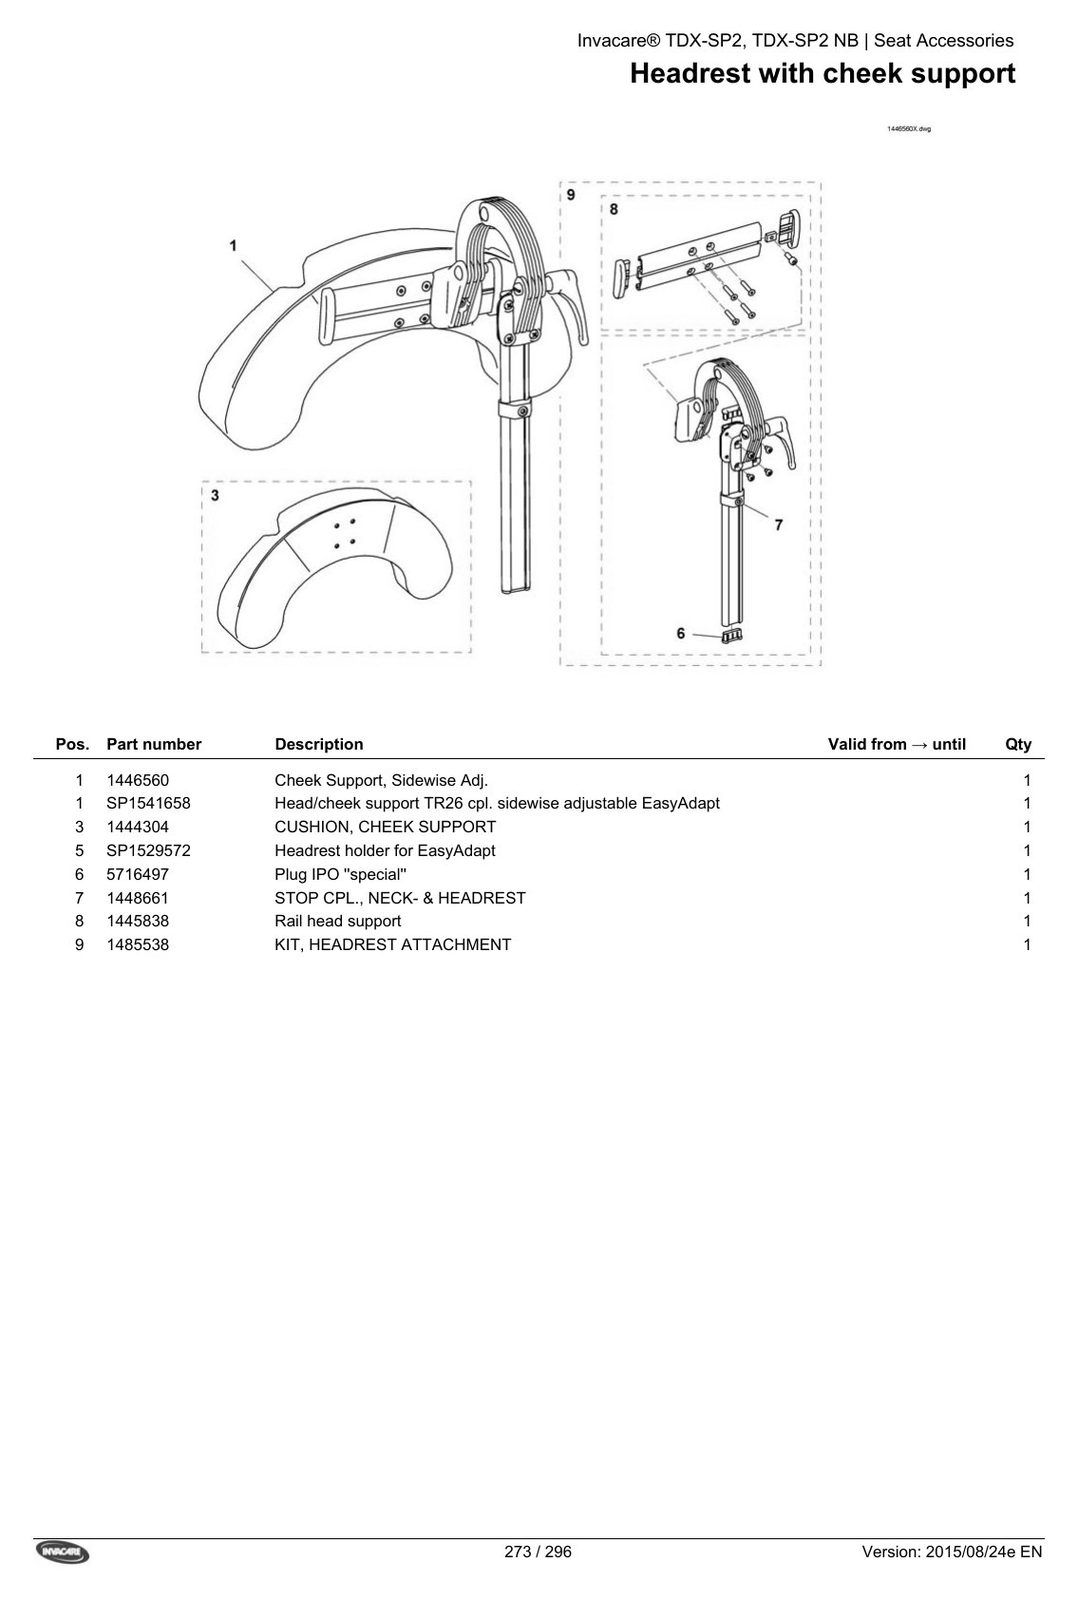 Invacare® TDX-SP2, TDX-SP2 NB | Seat Accessories
Headrest with cheek support
1446560X.dwg
9
8
1
3
7
6
Pos. Part number Description Valid from → until Qty
1 1446560 Cheek Support, Sidewise Adj. 1
1 SP1541658 Head/cheek support TR26 cpl. sidewise adjustable EasyAdapt 1
3 1444304 CUSHION, CHEEK SUPPORT 1
5 SP1529572 Headrest holder for EasyAdapt 1
6 5716497 Plug IPO "special" 1
7 1448661 STOP CPL., NECK- & HEADREST 1
8 1445838 Rail head support 1
9 1485538 KIT, HEADREST ATTACHMENT 1
INVACARE 273 / 296 Version: 2015/08/24e EN